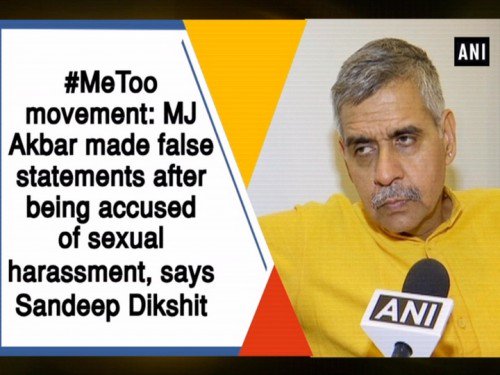 #MeToo
movement: MJ
Akbar made false
statements after
being accused
of sexual
harassment, says
Sandeep Dikshit
ANI
ANI